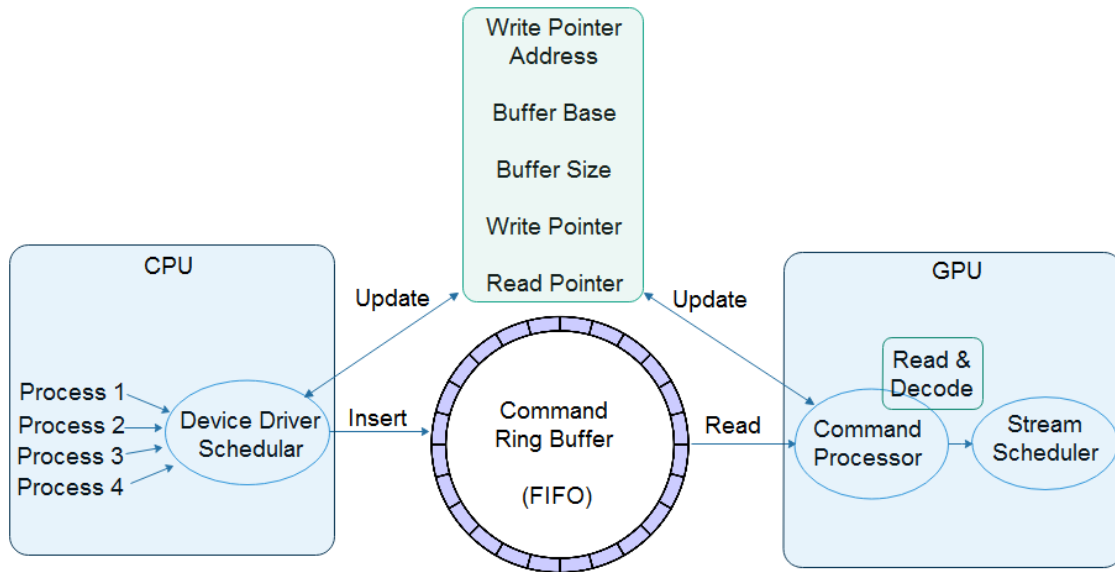 Write Pointer
Address
Buffer Base
Buffer Size
Write Pointer
Read Pointer
CPU
Update
Process 1
Process 2
Process 3
Process 4
Device Driver
Schedular
Insert
Command
Ring Buffer
(FIFO)
Update
Read
GPU
Read &
Decode
Command
Processor
Stream
Scheduler